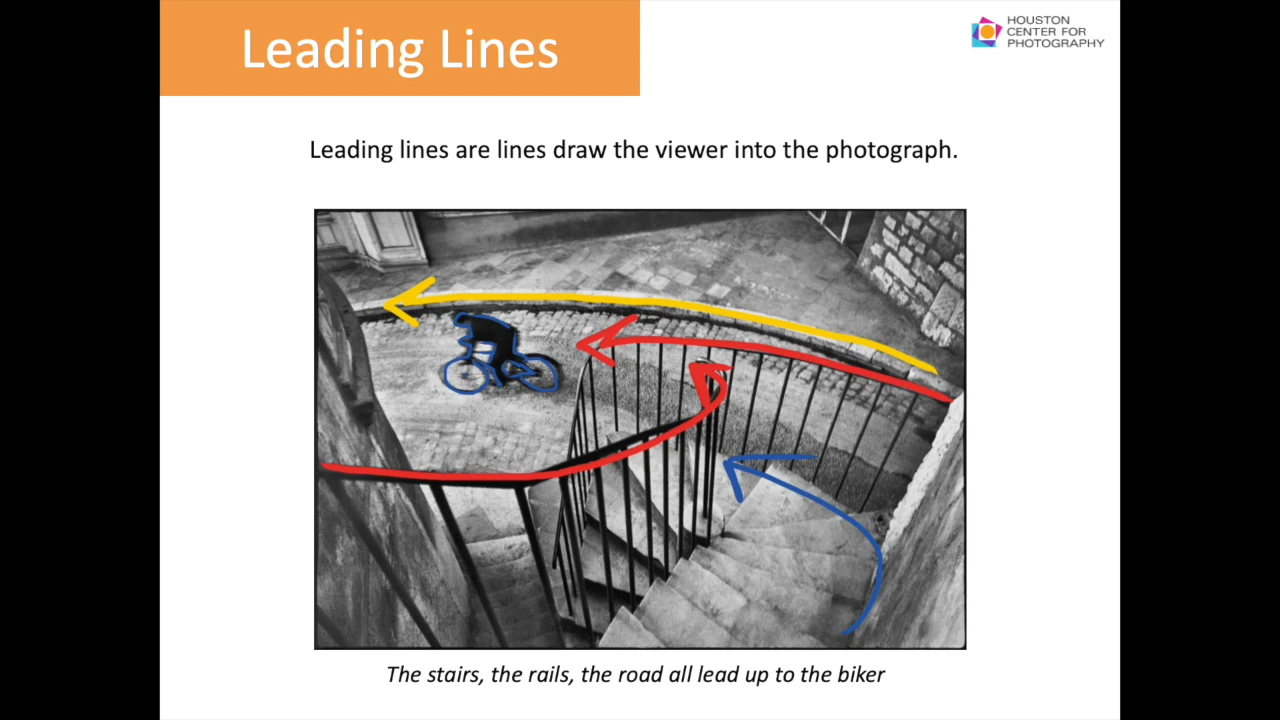 Leading Lines
HOUSTON
CENTER FOR
PHOTOGRAPHY
Leading lines are lines draw the viewer into the photograph.
The stairs, the rails, the road all lead up to the biker